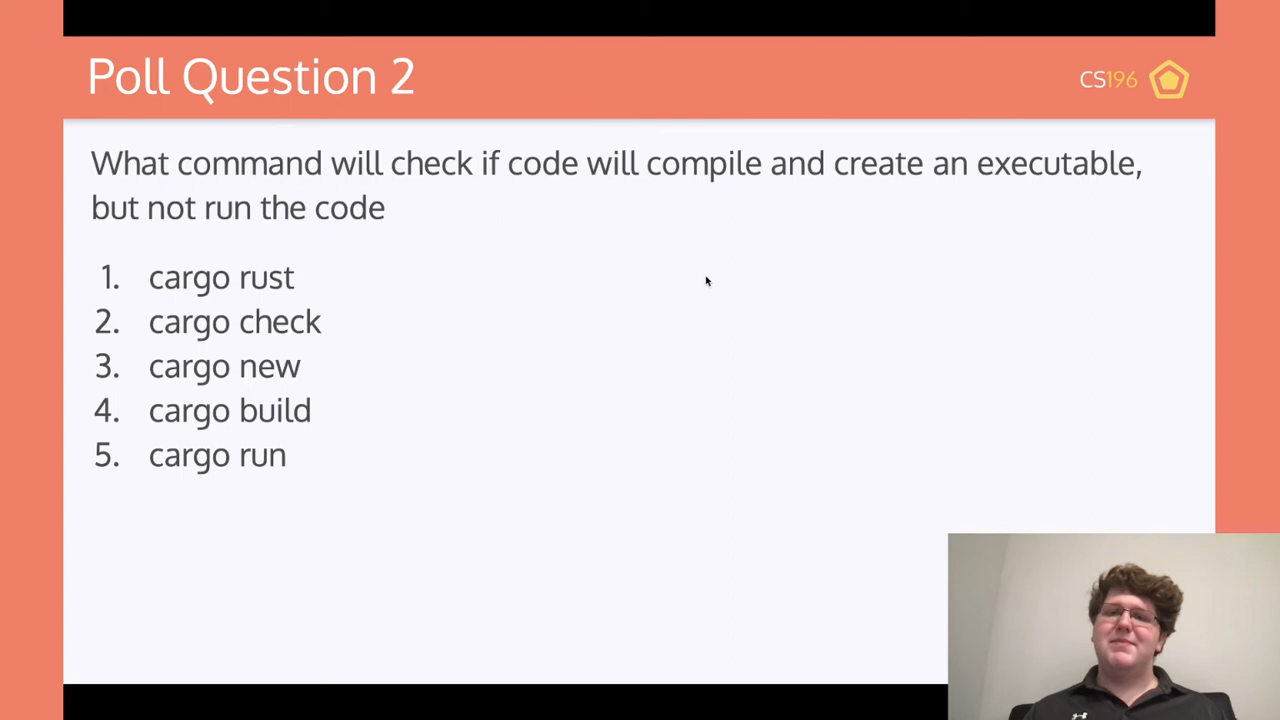 Poll Question 2
CS196
What command will check if code will compile and create an executable,
but not run the code
1. cargo rust
2. cargo check
3. cargo new
4. cargo build
5. cargo run